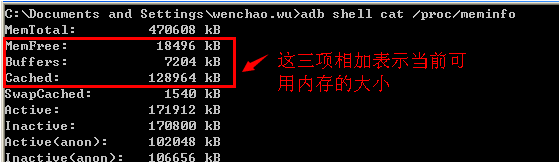 C:\Documents and Settings\wenchao.wu>adb shell cat /proc/meminfo
MemTotal: 470608 kB
MemFree: 18496 kB
Buffers: 7204 kB
Cached: 128964 kB
SwapCached: 1540 kB
Active: 171912 kB
Inactive: 170800 kB
Active(anon): 102048 kB
Inactive(anon): 106656 kB
这三项相加表示当前可
用内存的大小